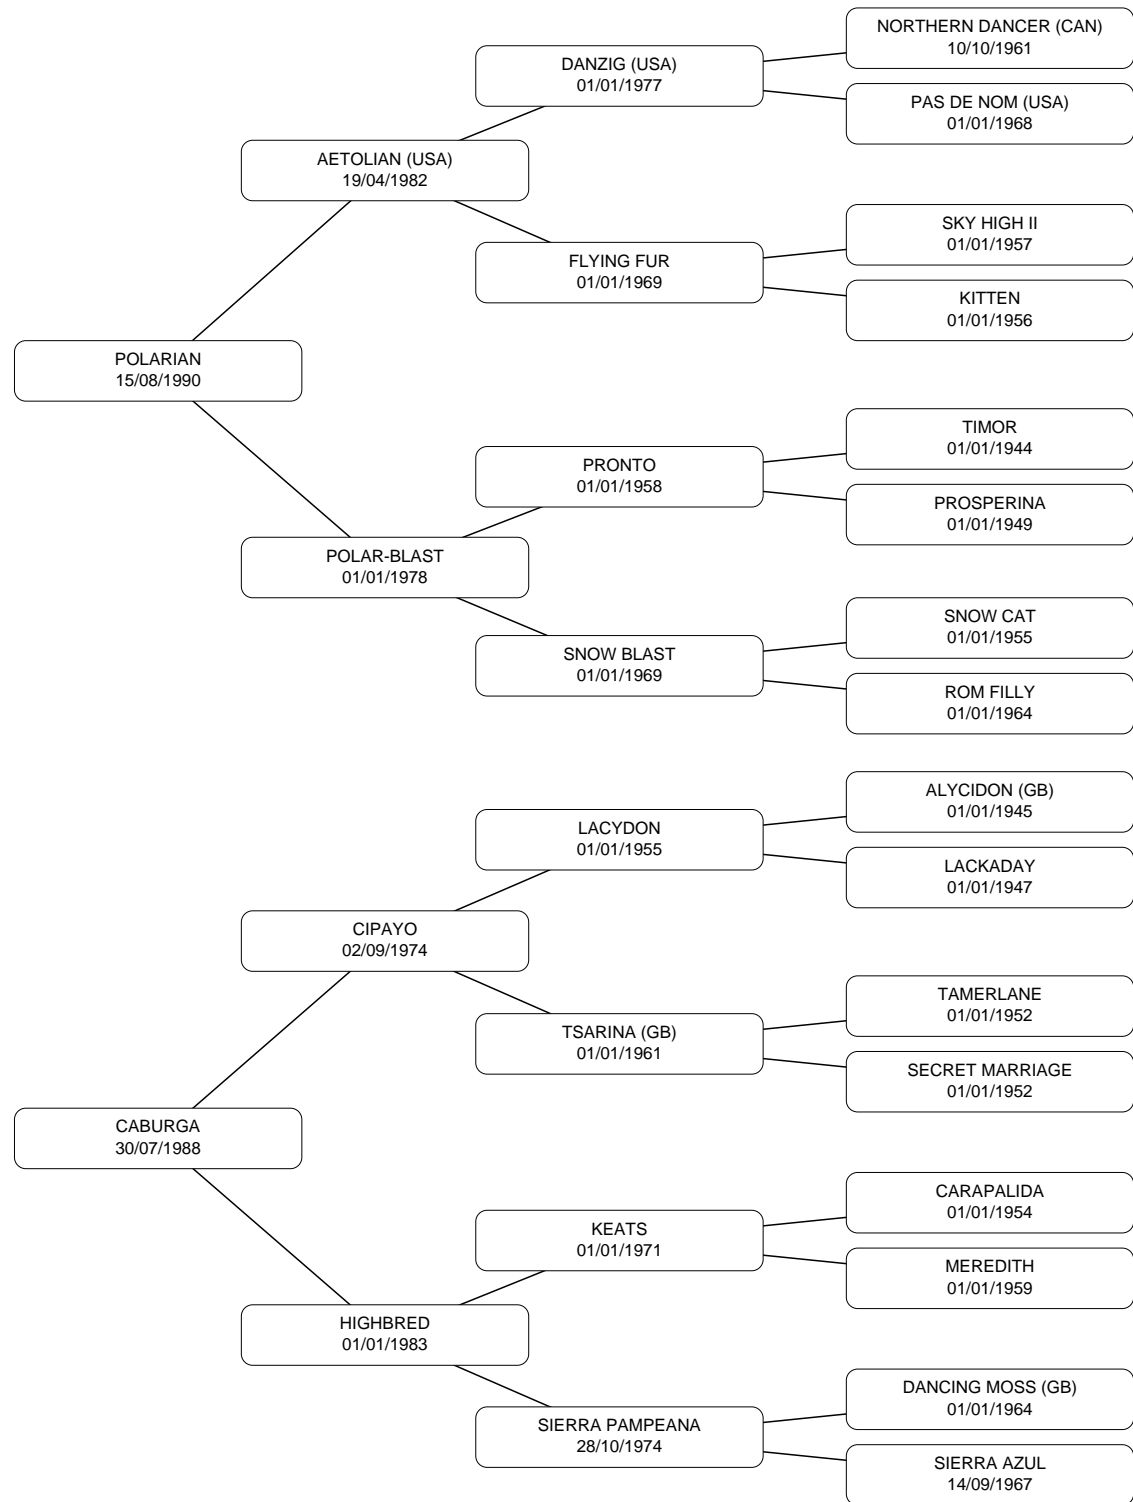 NORTHERN DANCER (CAN)
10/10/1961
DANZIG (USA)
01/01/1977
PAS DE NOM (USA)
01/01/1968
AETOLIAN (USA)
19/04/1982
SKY HIGH II
01/01/1957
FLYING FUR
01/01/1969
KITTEN
01/01/1956
POLARIAN
15/08/1990
TIMOR
01/01/1944
PRONTO
01/01/1958
PROSPERINA
01/01/1949
POLAR-BLAST
01/01/1978
SNOW CAT
01/01/1955
SNOW BLAST
01/01/1969
ROM FILLY
01/01/1964
ALYCIDON (GB)
01/01/1945
LACYDON
01/01/1955
LACKADAY
01/01/1947
CIPAYO
02/09/1974
TAMERLANE
01/01/1952
TSARINA (GB)
01/01/1961
SECRET MARRIAGE
01/01/1952
CABURGA
30/07/1988
CARAPALIDA
01/01/1954
KEATS
01/01/1971
MEREDITH
01/01/1959
HIGHBRED
01/01/1983
DANCING MOSS (GB)
01/01/1964
SIERRA PAMPEANA
28/10/1974
SIERRA AZUL
14/09/1967